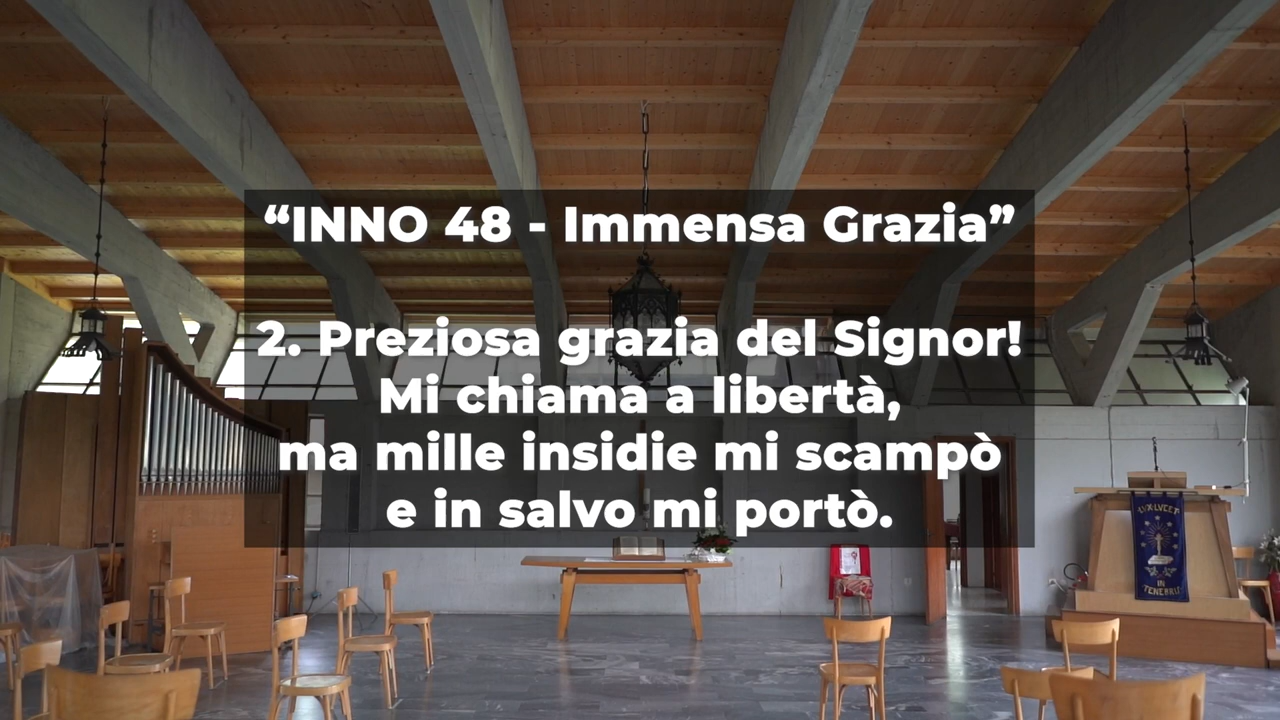 “INNO 48 - Immensa Grazia”
2. Preziosa grazia del Signor!
Mi chiama a libertà,
ma mille insidie mi scampò
e in salvo mi portò.
LUX LUCET
IN
TENEBRIS